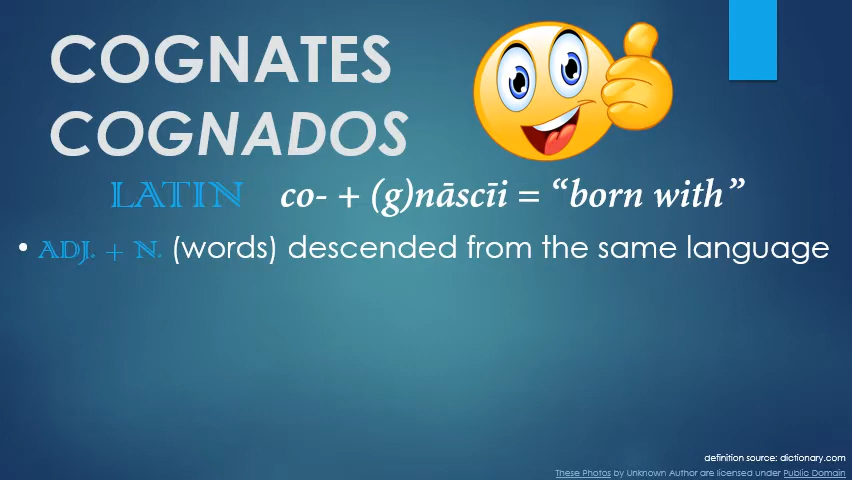 COGNATES
COGNADOS
LATIN co- + (g)nāscīi = “born with”
• ADJ. + N. (words) descended from the same language
definition source: dictionary.com
These Photos by Unknown Author are licensed under Public Domain